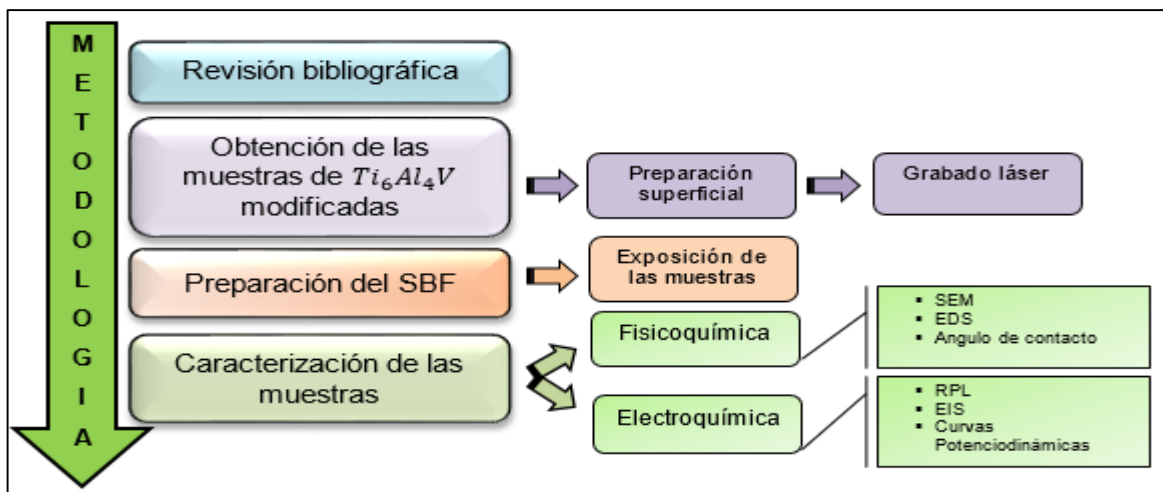 METODOLOGIA
Revisión bibliográfica
Obtención de las
muestras de Ti₆Al₄V
modificadas
Preparación
superficial
Grabado láser
Preparación del SBF
Exposición de
las muestras
Caracterización de las
muestras
Fisicoquímica
▪ SEM
▪ EDS
▪ Angulo de contacto
Electroquímica
▪ RPL
▪ EIS
▪ Curvas
Potenciodinámicas